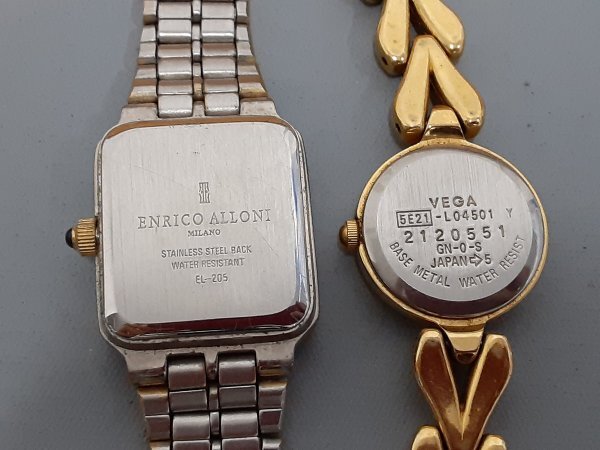 ENRICO ALLONI
MILANO
STAINLESS STEEL BACK
WATER RESISTANT
EL-205
VEGA
5E21-L04501 Y
2120551
GN-0-S
JAPAN 5
BASE METAL WATER RESIST